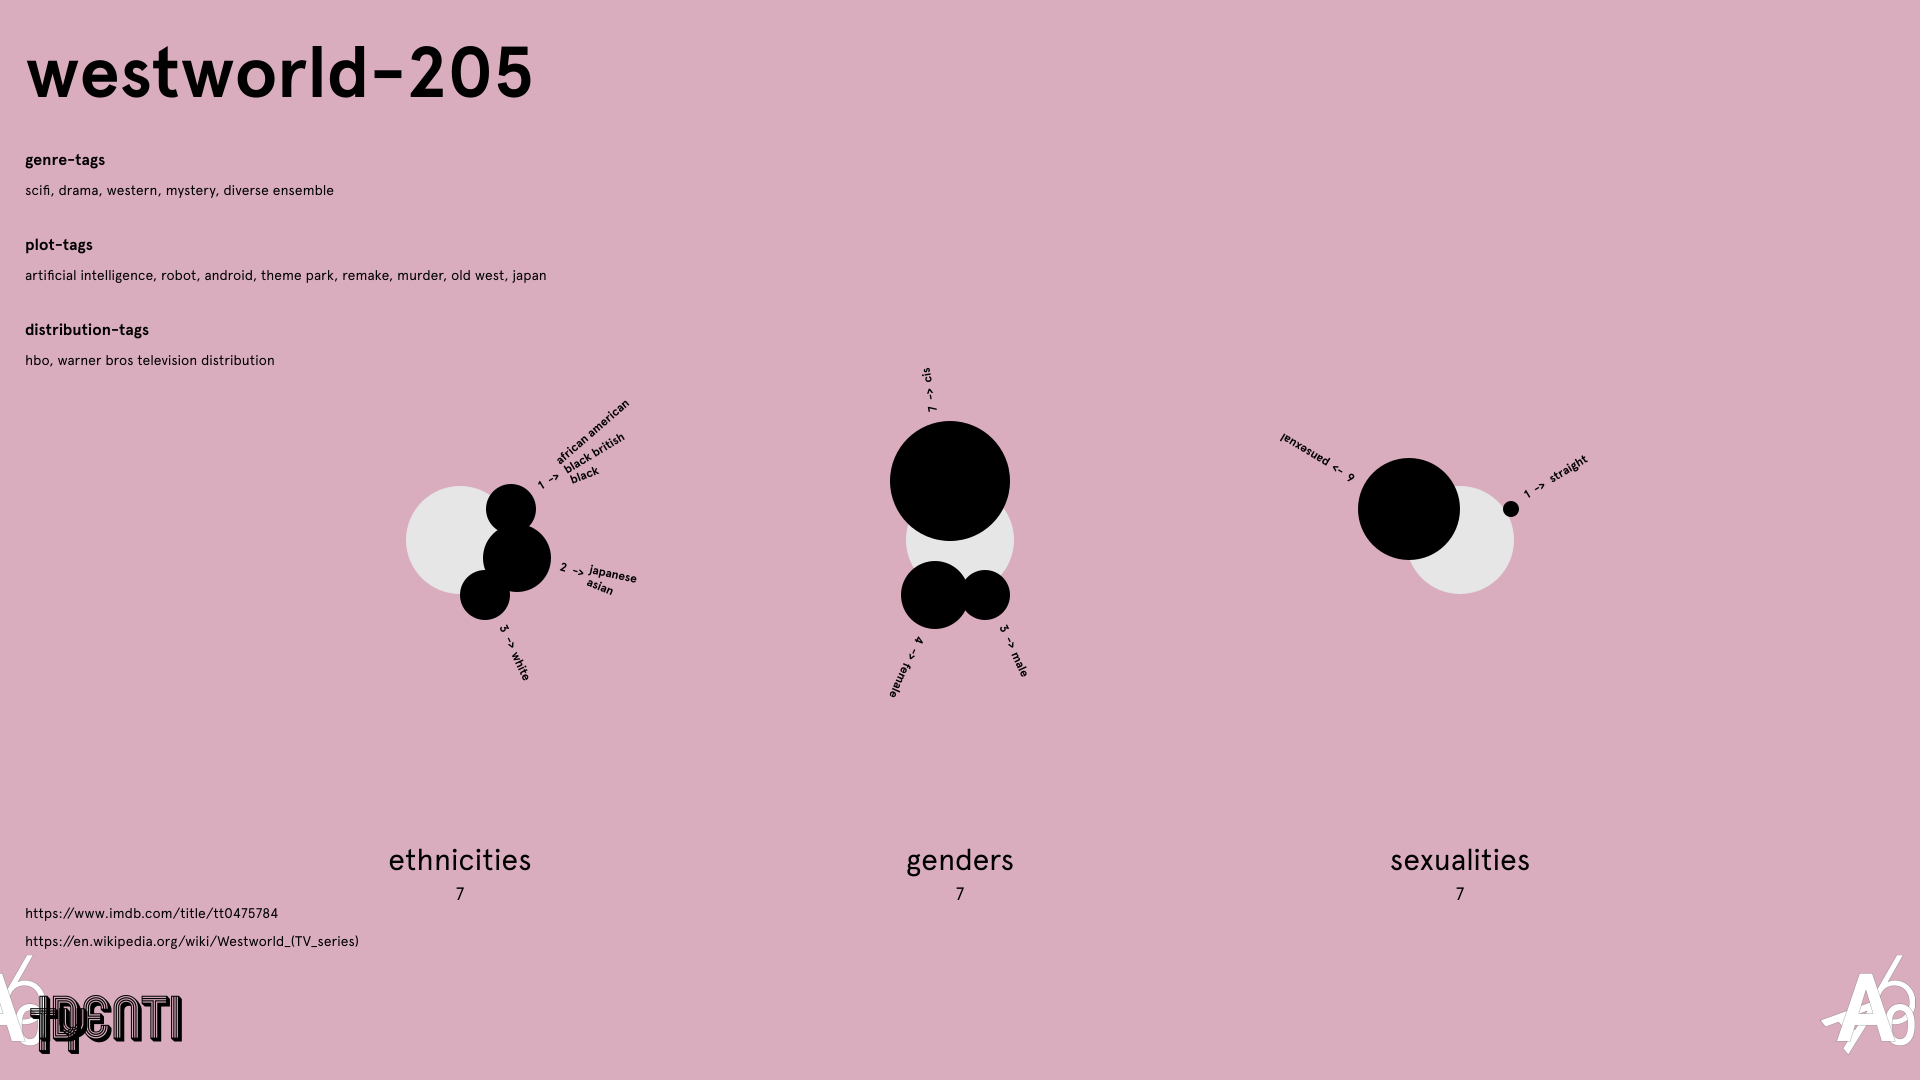 westworld-205
genre-tags
scifi, drama, western, mystery, diverse ensemble
plot-tags
artificial intelligence, robot, android, theme park, remake, murder, old west, japan
distribution-tags
hbo, warner bros television distribution
1 -> african american
black british
black
2 -> japanese
asian
3 -> white
7 -> cis
4 -> female
3 -> male
6 -> pansexual
1 -> straight
ethnicities
7
genders
7
sexualities
7
https://www.imdb.com/title/tt0475784
https://en.wikipedia.org/wiki/Westworld_(TV_series)
IDENTI